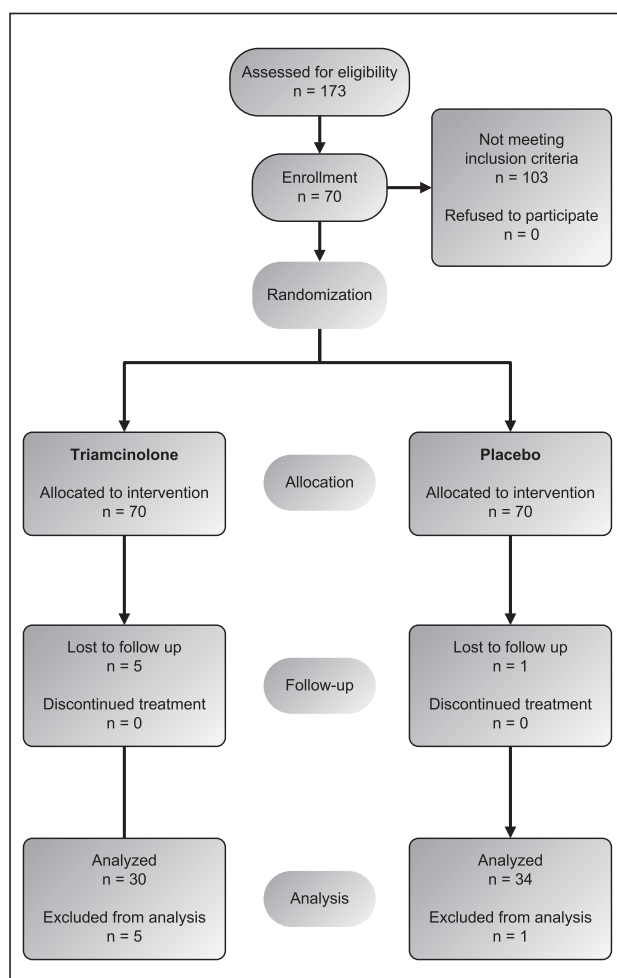 Assessed for eligibility
n = 173
Not meeting
inclusion criteria
n = 103
Refused to participate
n = 0
Enrollment
n = 70
Randomization
Triamcinolone
Allocated to intervention
n = 70
Allocation
Placebo
Allocated to intervention
n = 70
Lost to follow up
n = 5
Discontinued treatment
n = 0
Follow-up
Lost to follow up
n = 1
Discontinued treatment
n = 0
Analyzed
n = 30
Excluded from analysis
n = 5
Analysis
Analyzed
n = 34
Excluded from analysis
n = 1